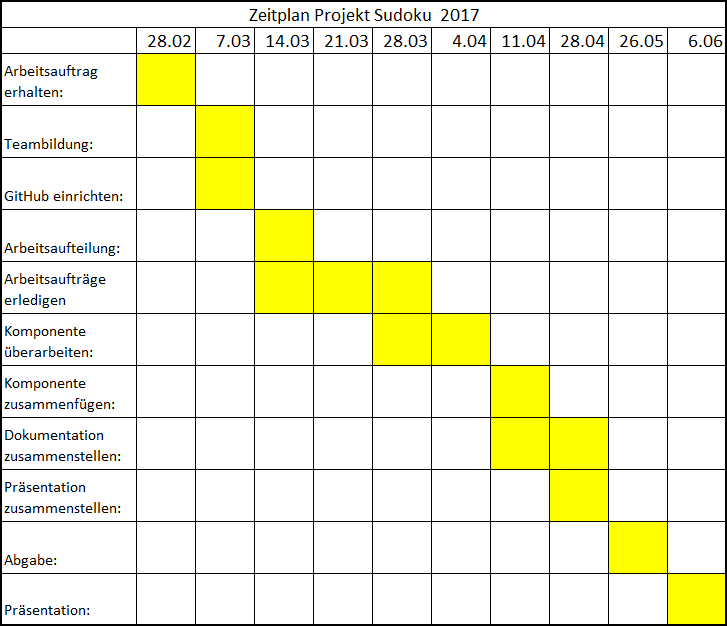 Zeitplan Projekt Sudoku  2017
28.02 7.03 14.03 21.03 28.03 4.04 11.04 28.04 26.05 6.06
Arbeitsauftrag
erhalten:
Teambildung:
GitHub einrichten:
Arbeitsaufteilung:
Arbeitsaufträge
erledigen
Komponente
überarbeiten:
Komponente
zusammenfügen:
Dokumentation
zusammenstellen:
Präsentation
zusammenstellen:
Abgabe:
Präsentation: